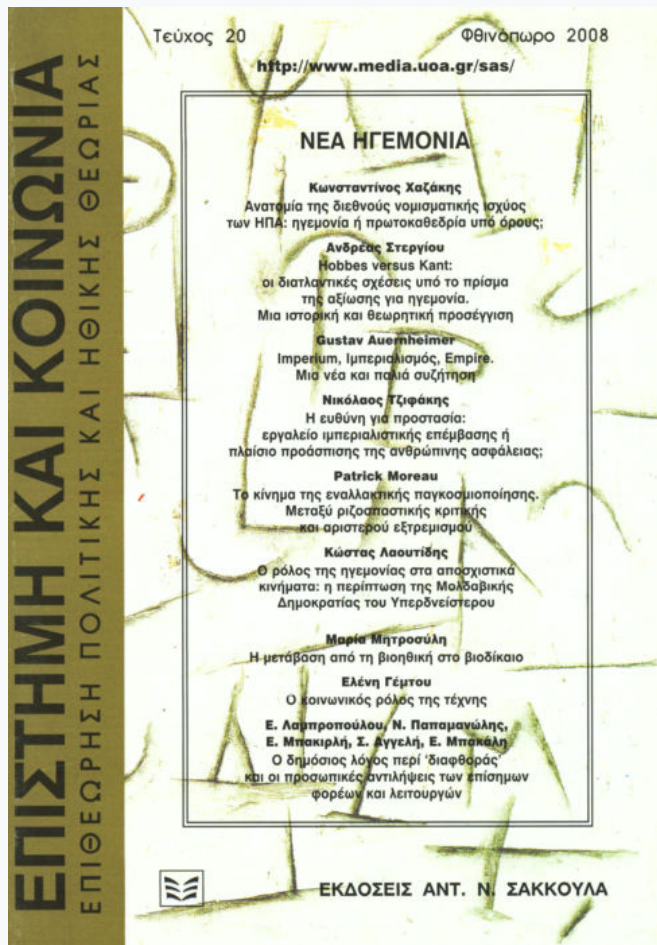 ΕΠΙΣΤΗΜΗ ΚΑΙ ΚΟΙΝΩΝΙΑ
ΕΠΙΘΕΩΡΗΣΗ ΠΟΛΙΤΙΚΗΣ ΚΑΙ ΗΘΙΚΗΣ ΘΕΩΡΙΑΣ
Τεύχος 20
Φθινόπωρο 2008
http://www.media.uoa.gr/sas/
ΝΕΑ ΗΓΕΜΟΝΙΑ
Κωνσταντίνος Χαζάκης
Ανατομία της διεθνούς νομισματικής ισχύος
των ΗΠΑ: ηγεμονία ή πρωτοκαθεδρία υπό όρους;
Ανδρέας Στεργίου
Hobbes versus Kant:
οι διατλαντικές σχέσεις υπό το πρίσμα
της αξίωσης για ηγεμονία.
Μια ιστορική και θεωρητική προσέγγιση
Gustav Auernheimer
Imperium, Ιμπεριαλισμός, Empire.
Μια νέα και παλιά συζήτηση
Νικόλαος Τζιφάκης
Η ευθύνη για προστασία:
εργαλείο ιμπεριαλιστικής επέμβασης ή
πλαίσιο προάσπισης της ανθρώπινης ασφάλειας;
Patrick Moreau
Το κίνημα της εναλλακτικής παγκοσμιοποίησης.
Μεταξύ ριζοσπαστικής κριτικής
και αριστερού εξτρεμισμού
Κώστας Λαουτίδης
Ο ρόλος της ηγεμονίας στα αποσχιστικά
κινήματα: η περίπτωση της Μολδαβικής
Δημοκρατίας του Υπερδνείστερου
Μαρία Μητροσύλη
Η μετάβαση από τη βιοηθική στο βιοδίκαιο
Ελένη Γέμτου
Ο κοινωνικός ρόλος της τέχνης
Ε. Λαμπροπούλου, Ν. Παπαμανώλης,
Ε. Μπακιρλή, Σ. Αγγελή, Ε. Μπακάλη
Ο δημόσιος λόγος περί ‘διαφθοράς’
και οι προσωπικές αντιλήψεις των επίσημων
φορέων και λειτουργών
ΕΚΔΟΣΕΙΣ ΑΝΤ. Ν. ΣΑΚΚΟΥΛΑ